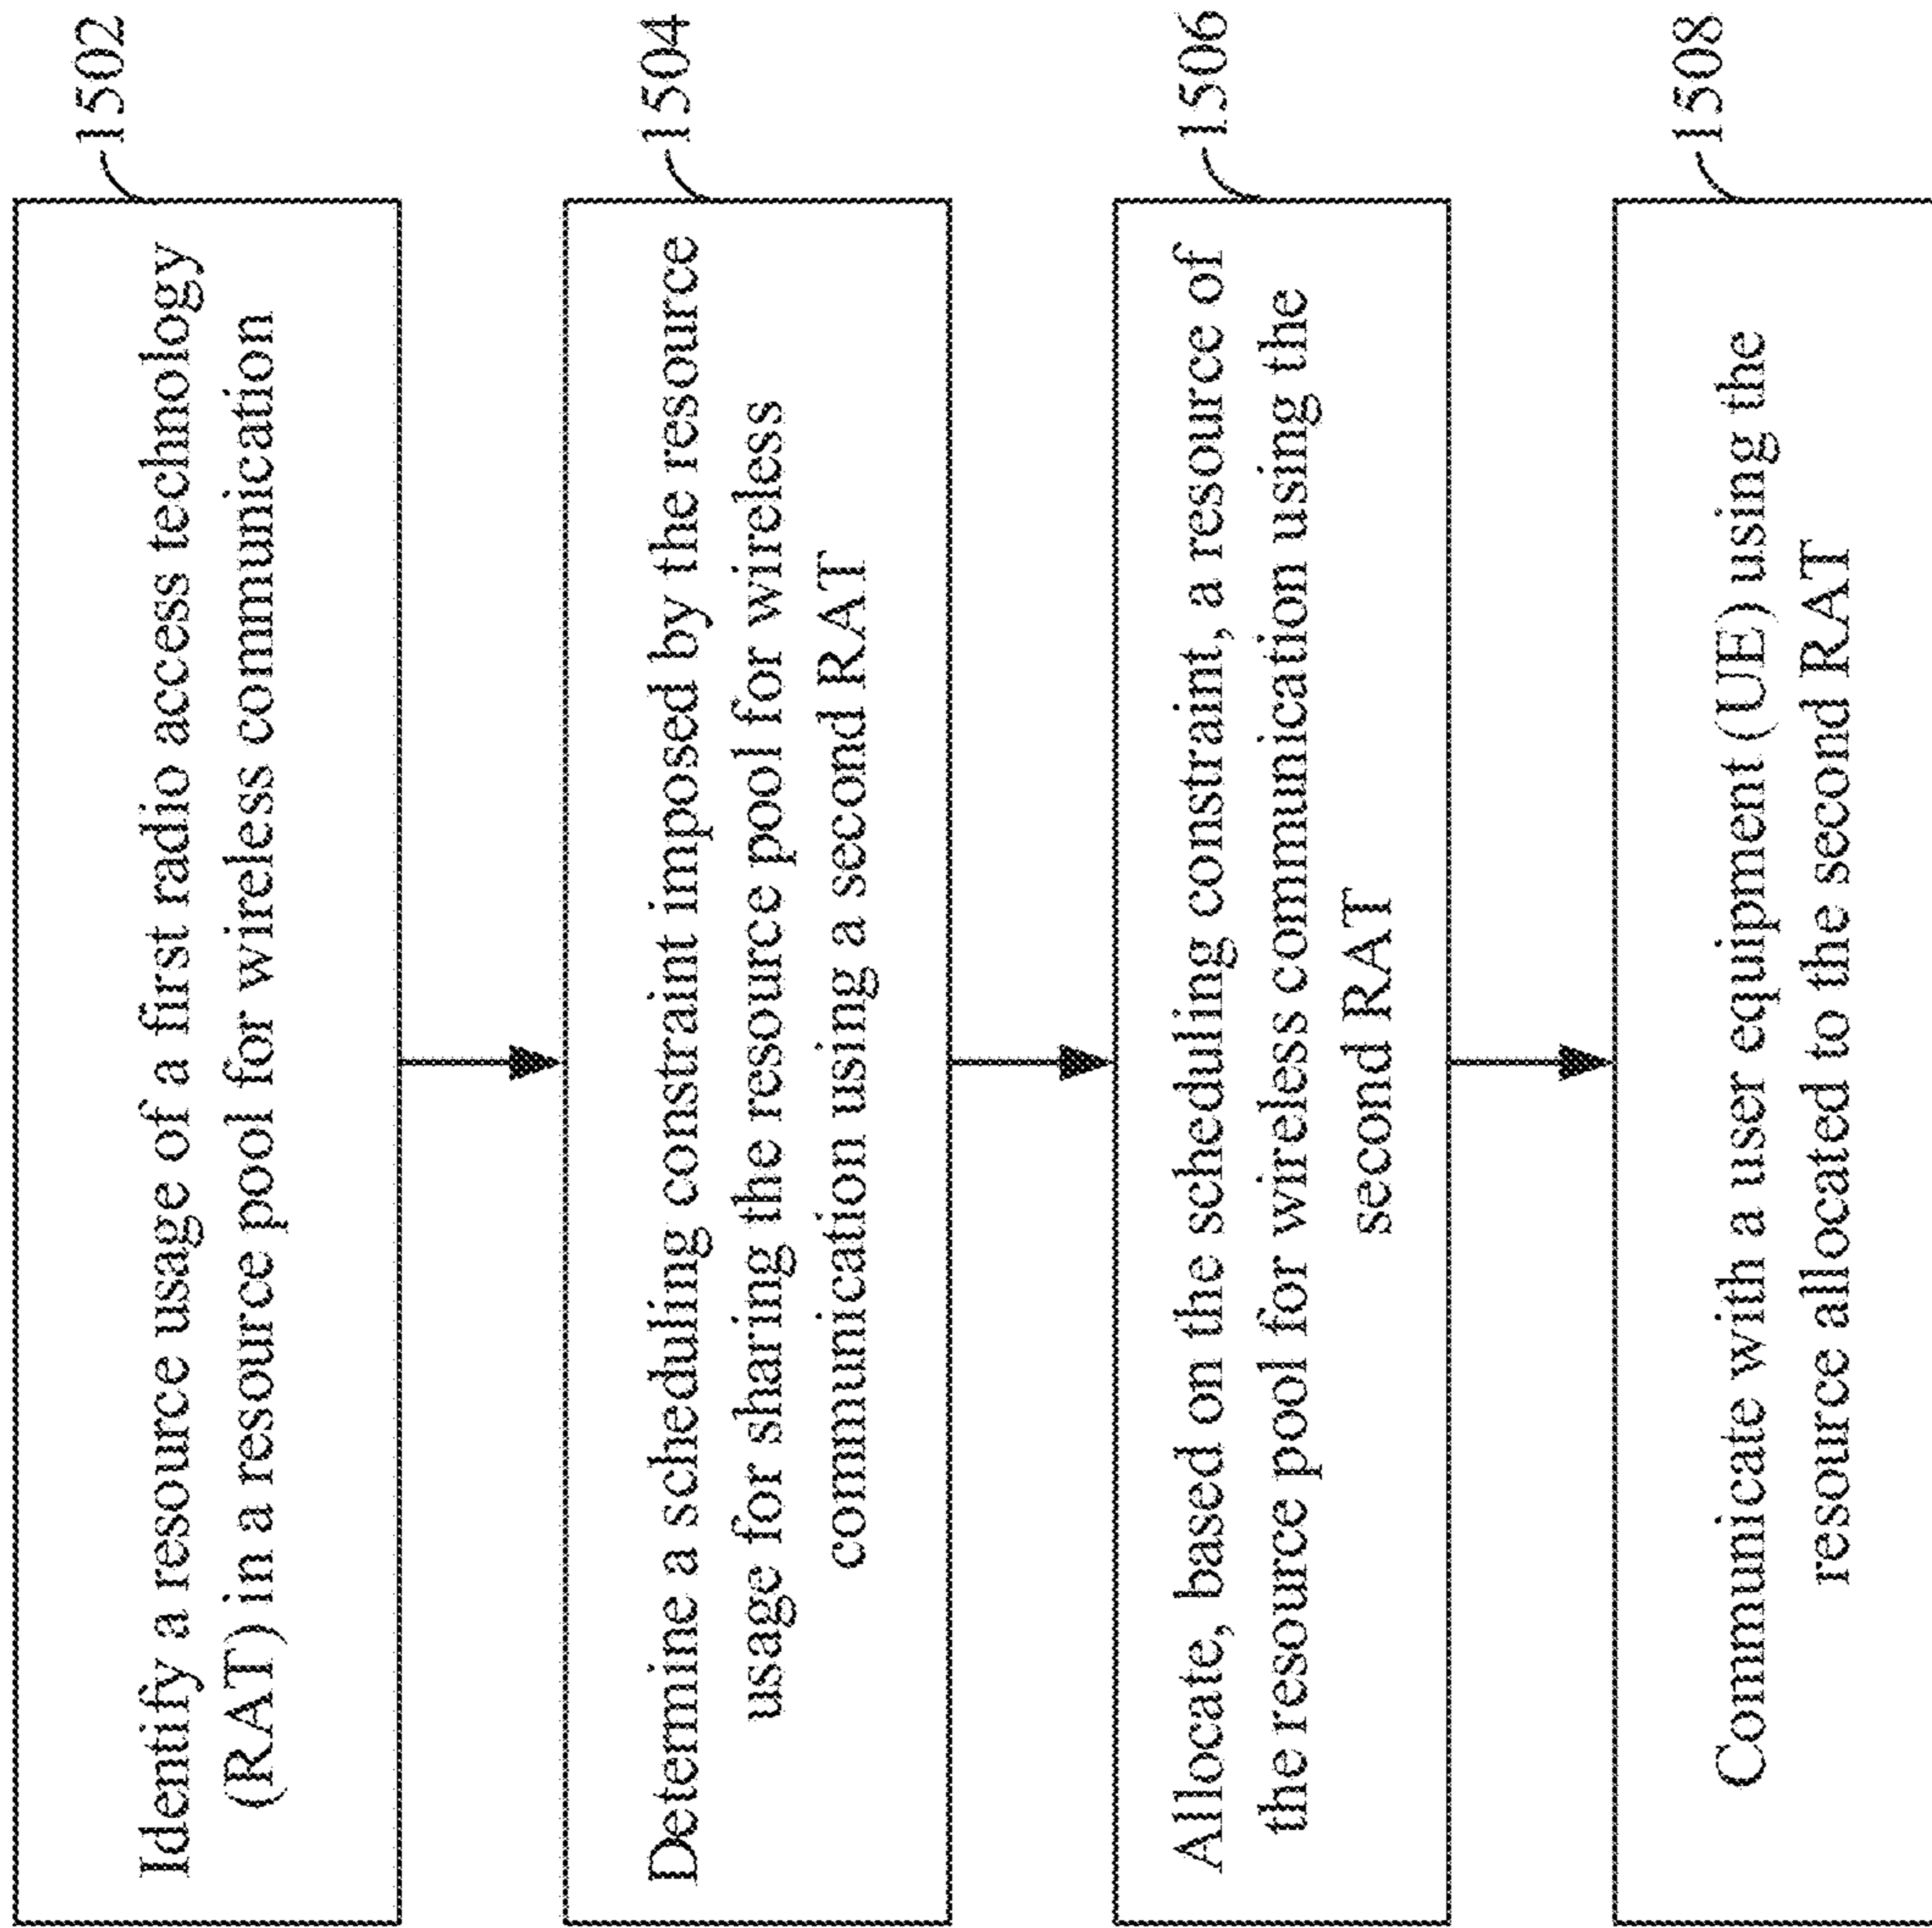 1502
Identify a resource usage of a first radio access technology
(RAT) in a resource pool for wireless communication
1504
Determine a scheduling constraint imposed by the resource
usage for sharing the resource pool for wireless
communication using a second RAT
1506
Allocate, based on the scheduling constraint, a resource of
the resource pool for wireless communication using the
second RAT
1508
Communicate with a user equipment (UE) using the
resource allocated to the second RAT